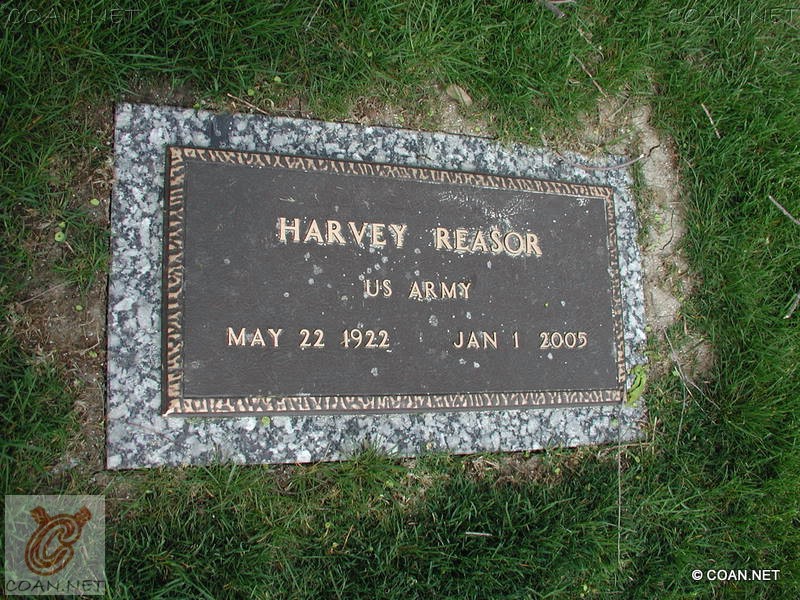 COAN.NET
COAN.NET
HARVEY REASOR
US ARMY
MAY 22 1922 JAN 1 2005
C
COAN.NET
© COAN.NET